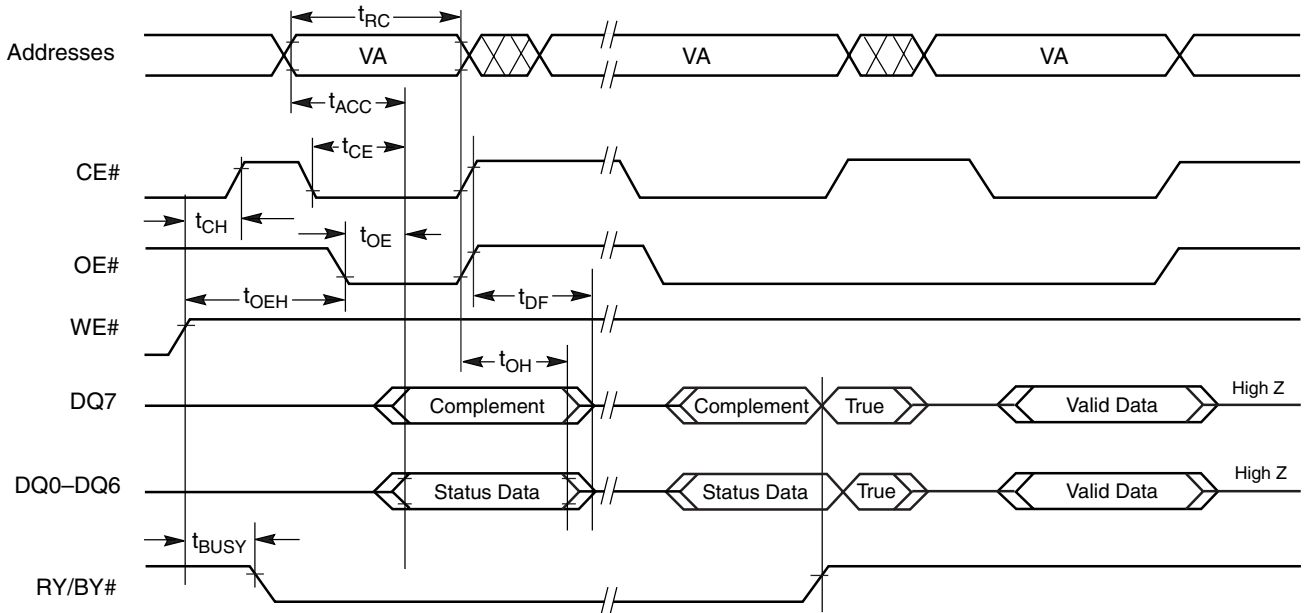 tRC
Addresses VA VA VA
tACC
tCE
CE#
tCH
tOE
OE#
tOEH tDF
WE#
tOH
DQ7 Complement Complement True Valid Data High Z
DQ0–DQ6 Status Data Status Data True Valid Data High Z
tBUSY
RY/BY#